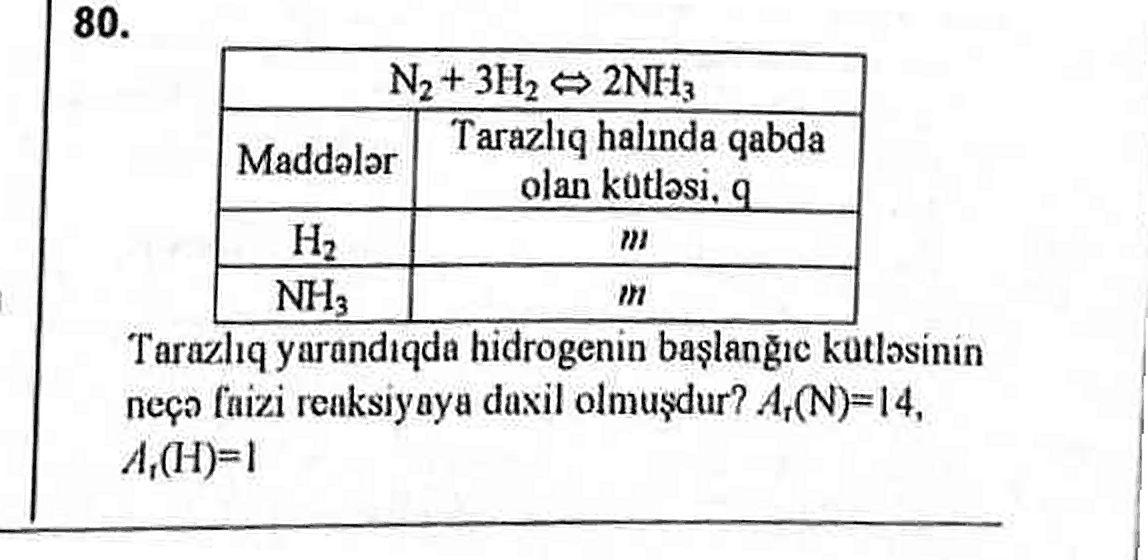 80.
N₂ + 3H₂ ⇔ 2NH₃
Maddələr
Tarazlıq halında qabda
olan kütləsi, q
H₂
m
NH₃
m
Tarazlıq yarandıqda hidrogenin başlanğıc kütləsinin
neçə faizi reaksiyaya daxil olmuşdur? Aᵣ(N)=14,
Aᵣ(H)=1